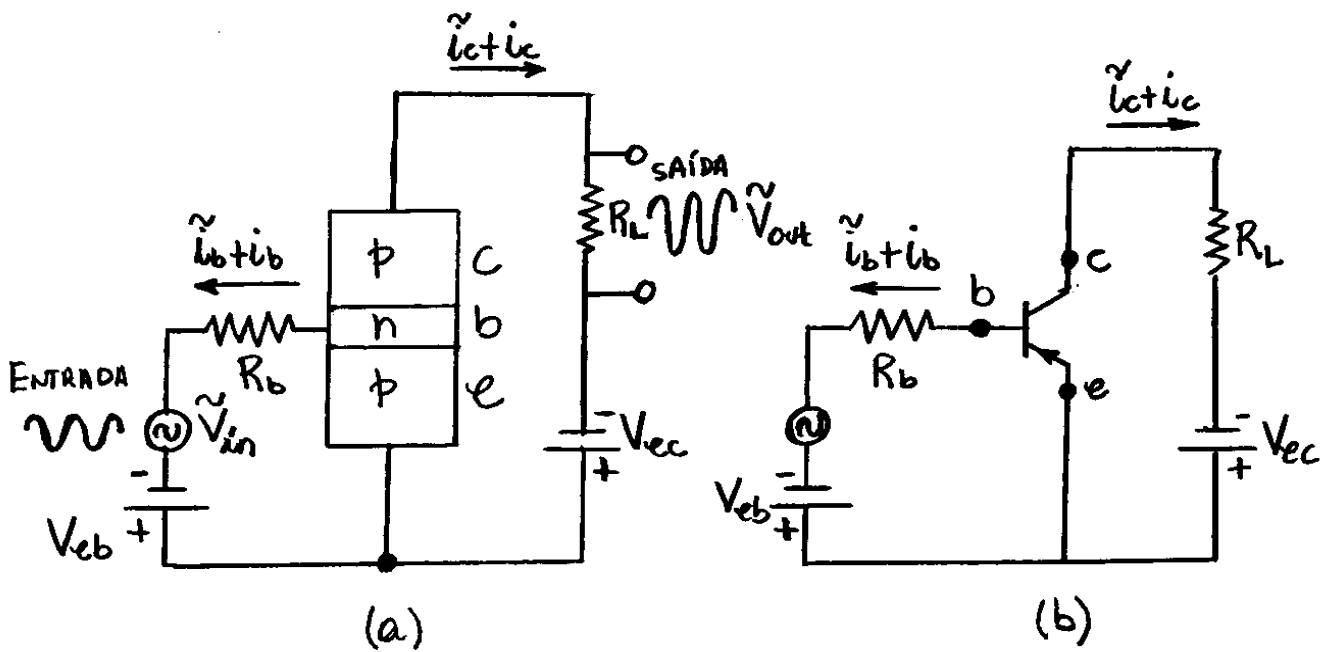 ĩc+ic
ĩb+ib
p
c
n
b
p
e
Rb
ENTRADA
Ṽin
-
Veb
+
RL
SAÍDA
Ṽout
-
Vec
+
(a)
ĩc+ic
ĩb+ib
b
c
e
Rb
RL
-
Veb
+
-
Vec
+
(b)